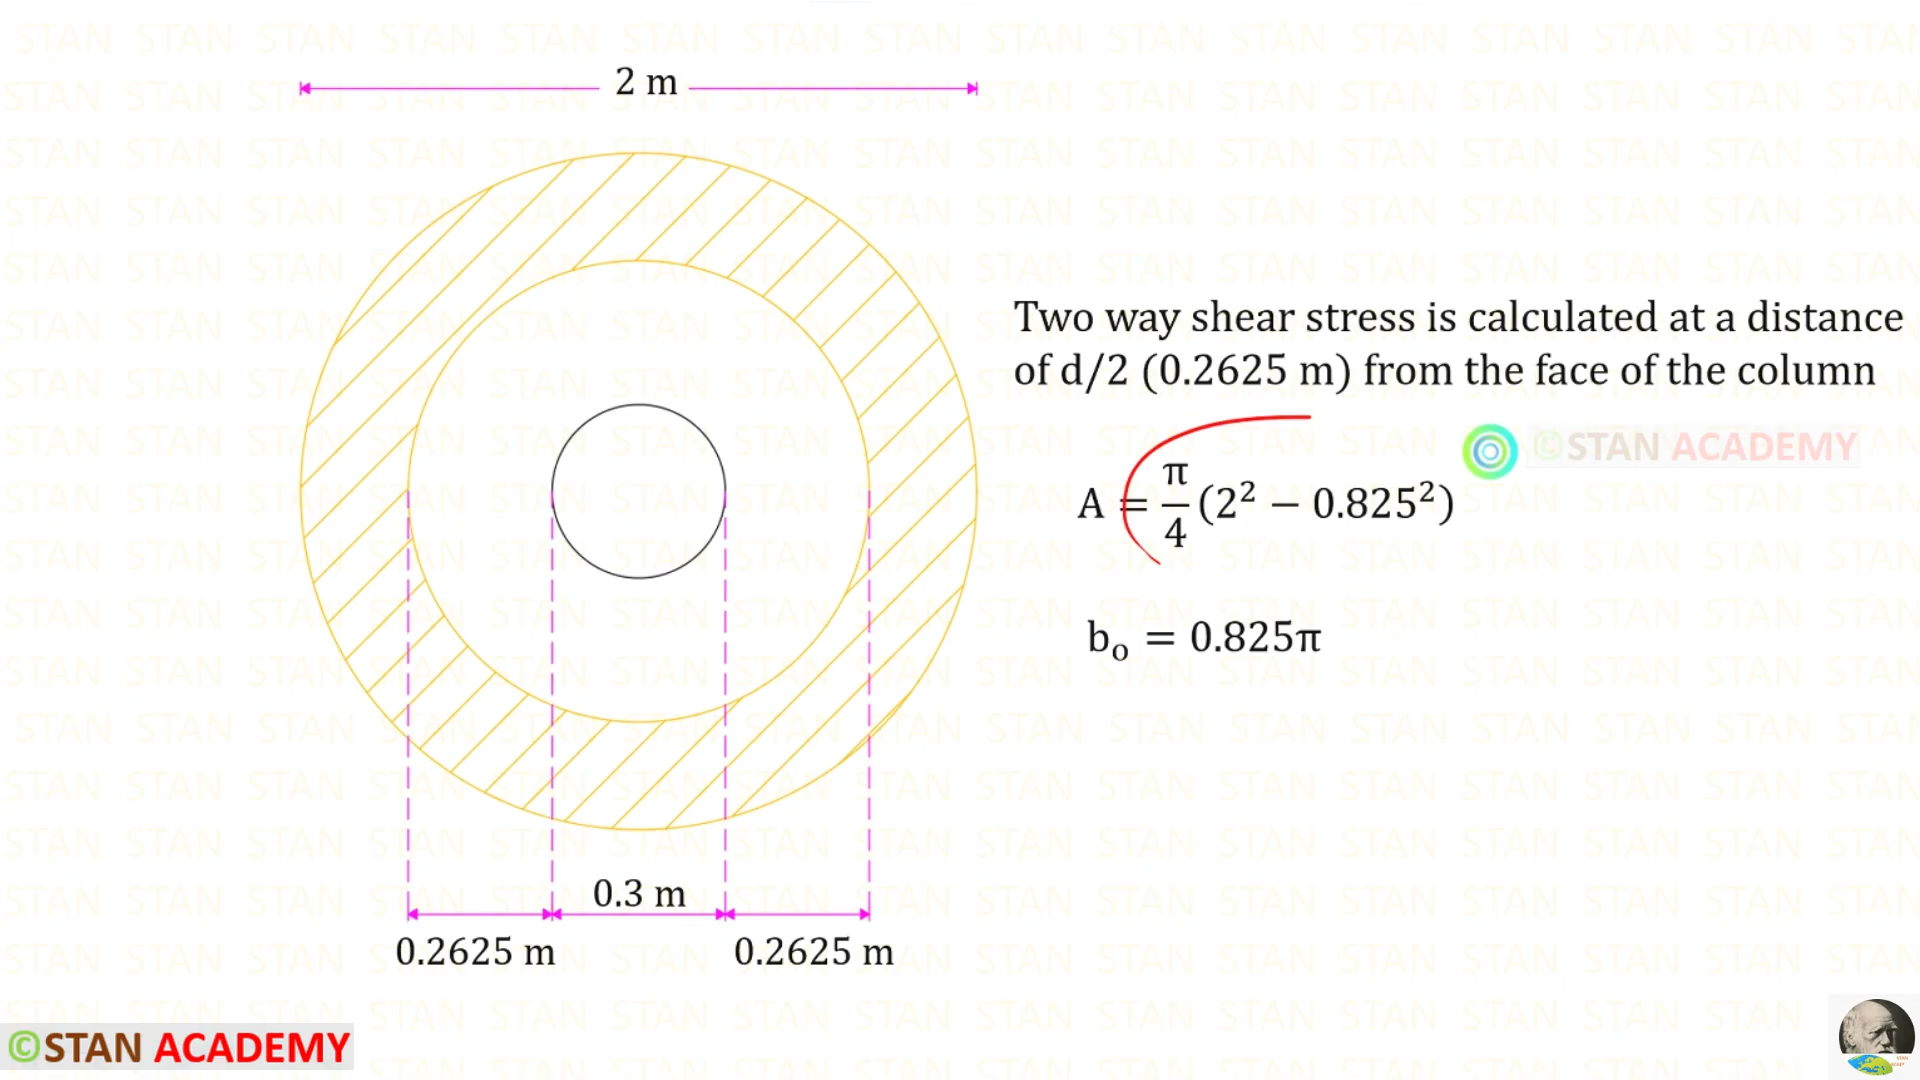 2 m
Two way shear stress is calculated at a distance
of d/2 (0.2625 m) from the face of the column
©STAN ACADEMY
A = π/4 (2² − 0.825²)
bₒ = 0.825π
0.3 m
0.2625 m 0.2625 m
©STAN ACADEMY